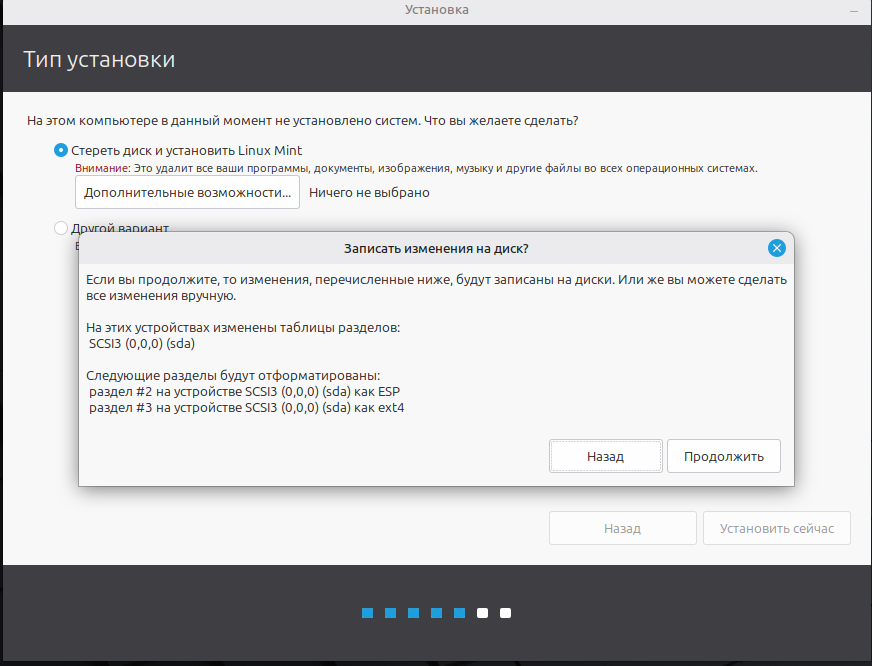 Установка
Тип установки
На этом компьютере в данный момент не установлено систем. Что вы желаете сделать?
Стереть диск и установить Linux Mint
Внимание: Это удалит все ваши программы, документы, изображения, музыку и другие файлы во всех операционных системах.
Дополнительные возможности... Ничего не выбрано
Другой вариант
Записать изменения на диск?
Если вы продолжите, то изменения, перечисленные ниже, будут записаны на диски. Или же вы можете сделать
все изменения вручную.
На этих устройствах изменены таблицы разделов:
SCSI3 (0,0,0) (sda)
Следующие разделы будут отформатированы:
раздел #2 на устройстве SCSI3 (0,0,0) (sda) как ESP
раздел #3 на устройстве SCSI3 (0,0,0) (sda) как ext4
Назад Продолжить
Назад Установить сейчас